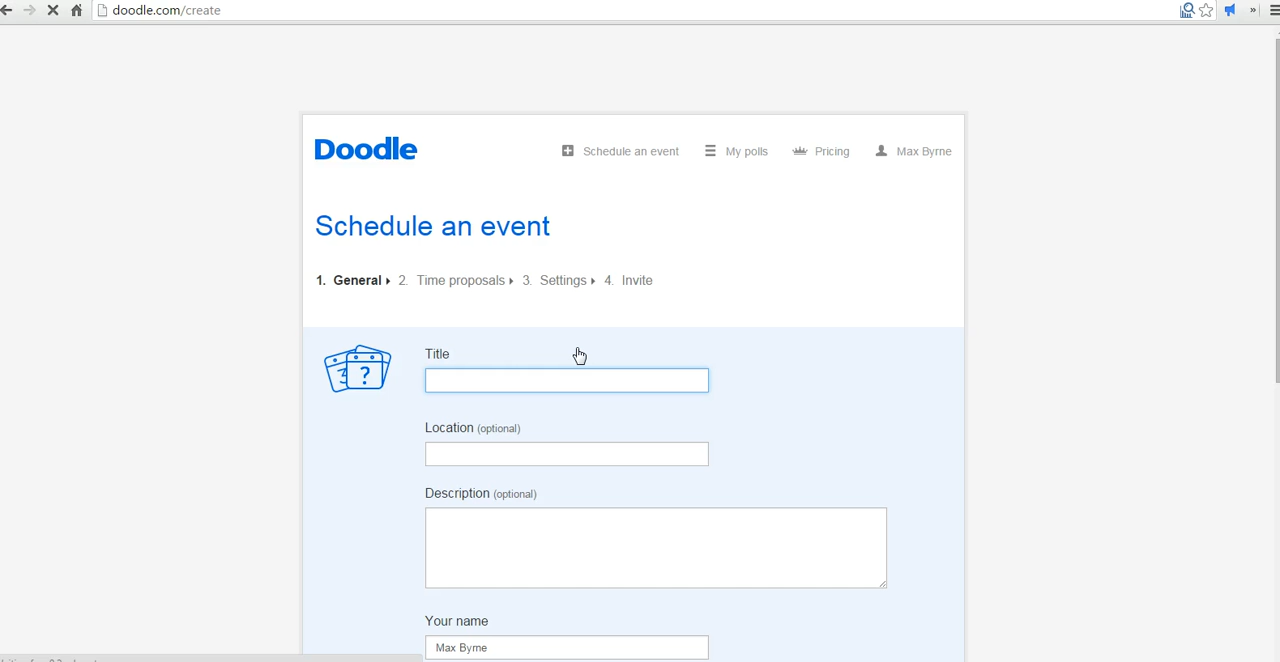 doodle.com/create
Doodle
Schedule an event My polls Pricing Max Byrne
Schedule an event
1. General 2. Time proposals 3. Settings 4. Invite
Title
?
Location (optional)
Description (optional)
Your name
Max Byrne